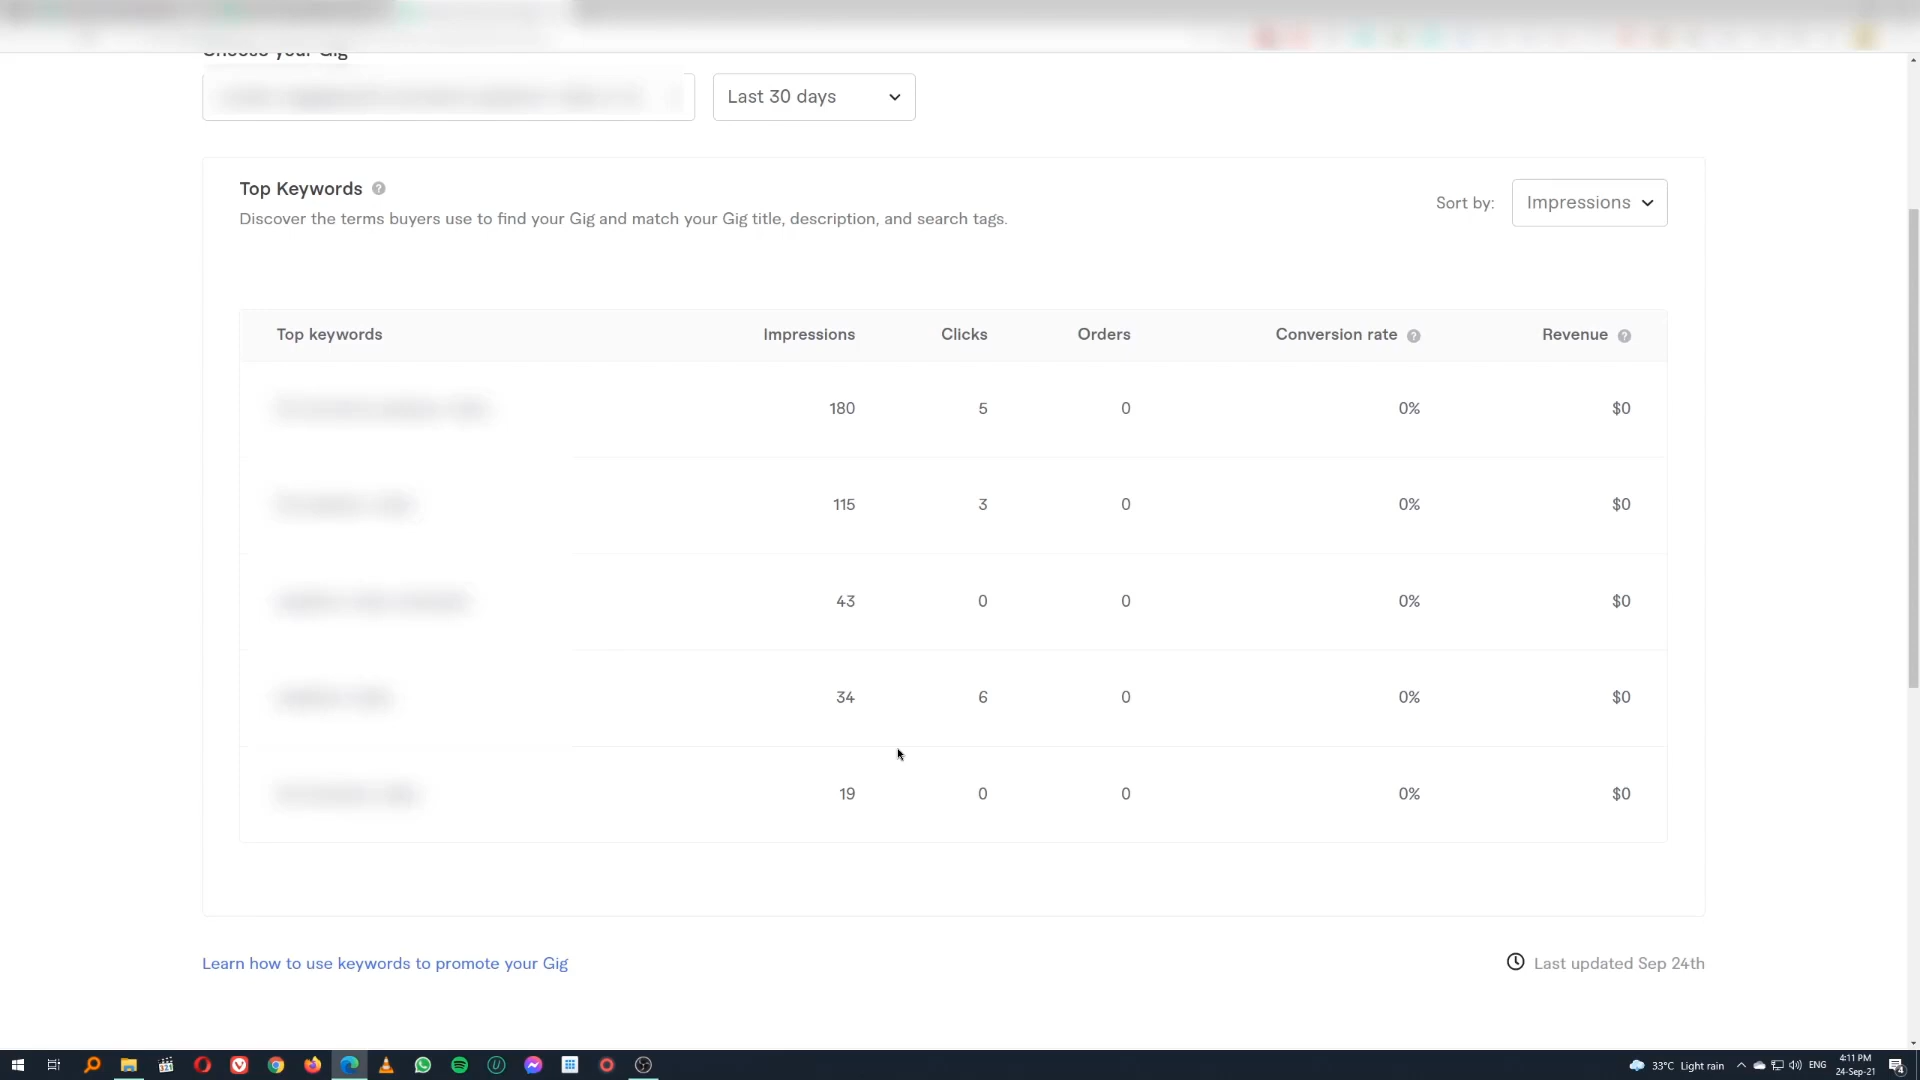 Choose your Gig
Last 30 days
Top Keywords
Discover the terms buyers use to find your Gig and match your Gig title, description, and search tags.
Sort by: Impressions
Top keywords Impressions Clicks Orders Conversion rate Revenue
180 5 0 0% $0
115 3 0 0% $0
43 0 0 0% $0
34 6 0 0% $0
19 0 0 0% $0
Learn how to use keywords to promote your Gig
Last updated Sep 24th
33°C Light rain ENG 4:11 PM
24-Sep-21 4